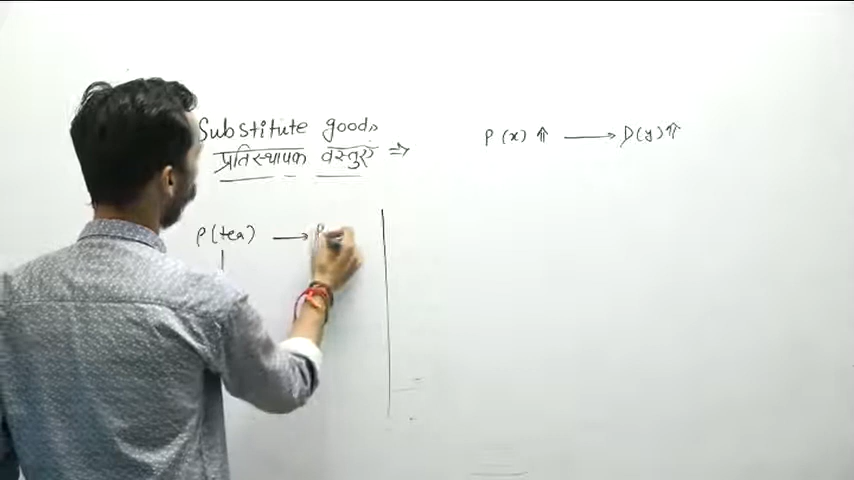 Substitute goods
प्रतिस्थापक वस्तुएं ⇒
P(x) ⇑ ⟶ D(y) ⇑
P(tea) ⟶